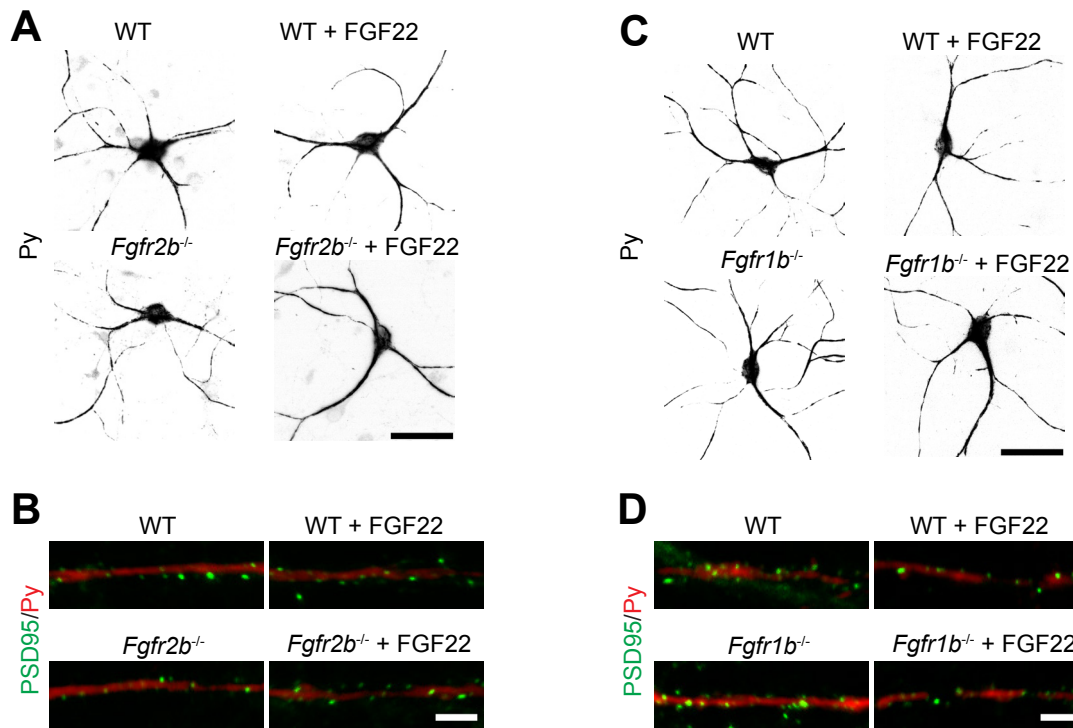 A
WT
WT + FGF22
Py
Fgfr2b-/-
Fgfr2b-/- + FGF22
B
WT
WT + FGF22
PSD95/Py
Fgfr2b-/-
Fgfr2b-/- + FGF22
C
WT
WT + FGF22
Py
Fgfr1b-/-
Fgfr1b-/- + FGF22
D
WT
WT + FGF22
PSD95/Py
Fgfr1b-/-
Fgfr1b-/- + FGF22